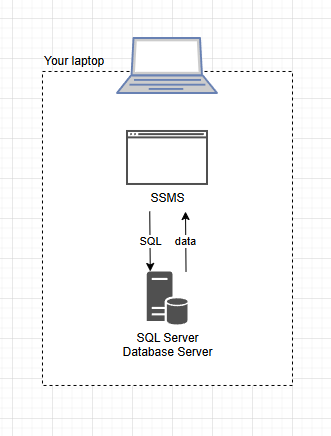 Your laptop
SSMS
SQL
data
SQL Server
Database Server